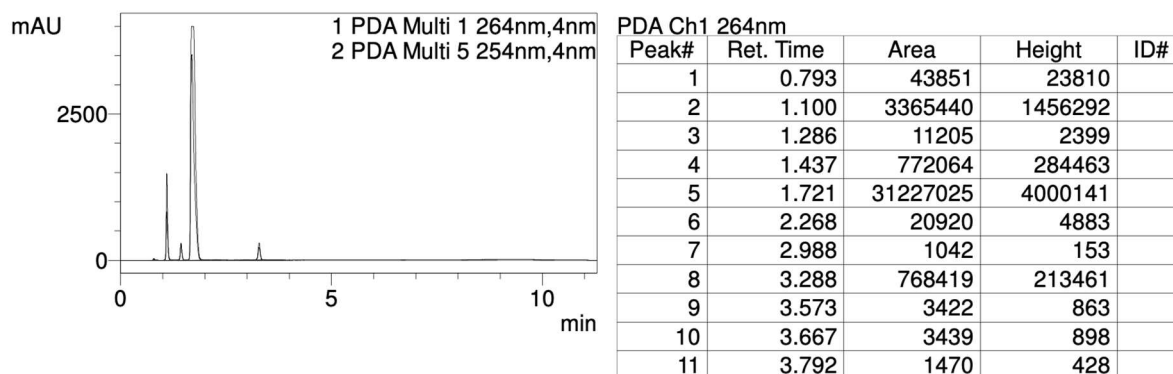 mAU
1 PDA Multi 1 264nm,4nm
2 PDA Multi 5 254nm,4nm
2500
0
0 5 10
min
PDA Ch1 264nm
Peak# Ret. Time Area Height ID#
1 0.793 43851 23810
2 1.100 3365440 1456292
3 1.286 11205 2399
4 1.437 772064 284463
5 1.721 31227025 4000141
6 2.268 20920 4883
7 2.988 1042 153
8 3.288 768419 213461
9 3.573 3422 863
10 3.667 3439 898
11 3.792 1470 428